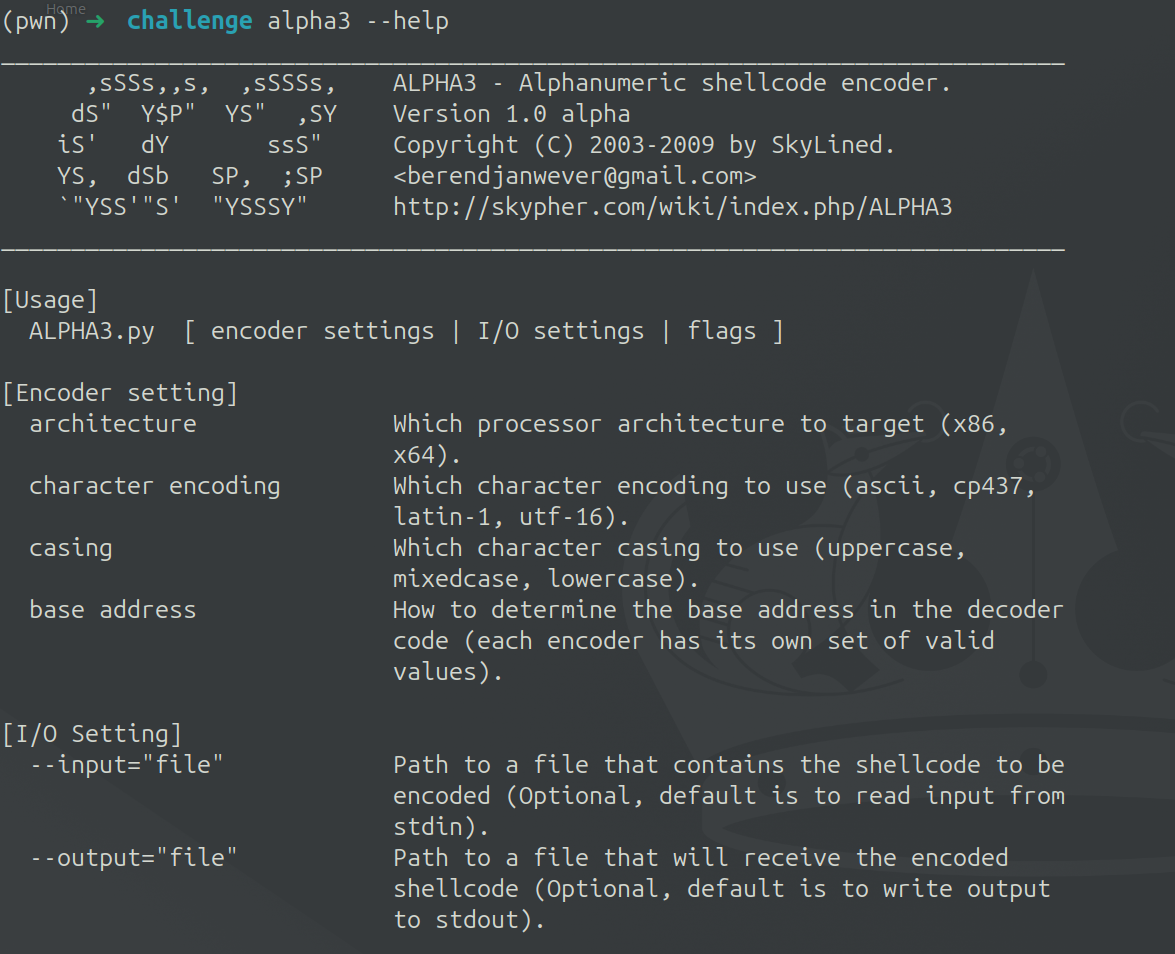 Home
(pwn) → challenge alpha3 --help
____________________________________________________________________________
,sSSs,,s, ,sSSSs, ALPHA3 - Alphanumeric shellcode encoder.
dS" Y$P" YS" ,SY Version 1.0 alpha
iS' dY ssS" Copyright (C) 2003-2009 by SkyLined.
YS, dSb SP, ;SP <berendjanwever@gmail.com>
`"YSS'"S' "YSSSY" http://skypher.com/wiki/index.php/ALPHA3
____________________________________________________________________________
[Usage]
ALPHA3.py [ encoder settings | I/O settings | flags ]
[Encoder setting]
architecture Which processor architecture to target (x86,
x64).
character encoding Which character encoding to use (ascii, cp437,
latin-1, utf-16).
casing Which character casing to use (uppercase,
mixedcase, lowercase).
base address How to determine the base address in the decoder
code (each encoder has its own set of valid
values).
[I/O Setting]
--input="file" Path to a file that contains the shellcode to be
encoded (Optional, default is to read input from
stdin).
--output="file" Path to a file that will receive the encoded
shellcode (Optional, default is to write output
to stdout).